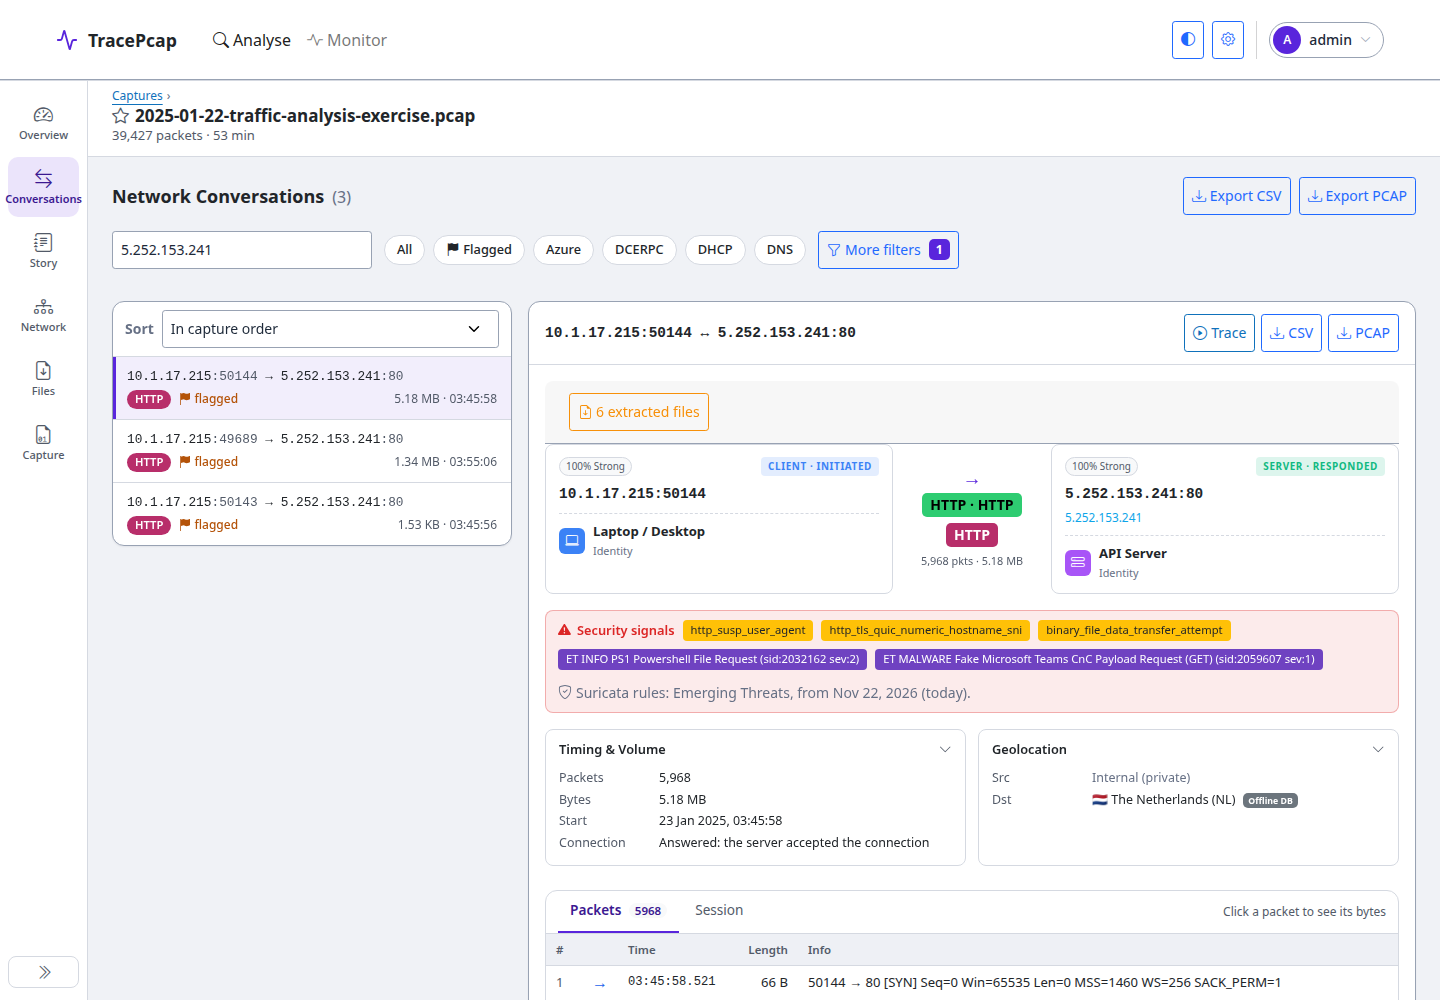 TracePcap
Analyse
Monitor
A
admin
Captures ›
2025-01-22-traffic-analysis-exercise.pcap
39,427 packets · 53 min
Overview
Conversations
Story
Network
Files
Capture
Network Conversations (3)
Export CSV
Export PCAP
5.252.153.241
All
Flagged
Azure
DCERPC
DHCP
DNS
More filters 1
Sort
In capture order
10.1.17.215:50144 → 5.252.153.241:80
HTTP flagged 5.18 MB · 03:45:58
10.1.17.215:49689 → 5.252.153.241:80
HTTP flagged 1.34 MB · 03:55:06
10.1.17.215:50143 → 5.252.153.241:80
HTTP flagged 1.53 KB · 03:45:56
10.1.17.215:50144 ↔ 5.252.153.241:80
Trace
CSV
PCAP
6 extracted files
100% Strong
CLIENT · INITIATED
10.1.17.215:50144
Laptop / Desktop
Identity
→
HTTP · HTTP
HTTP
5,968 pkts · 5.18 MB
100% Strong
SERVER · RESPONDED
5.252.153.241:80
5.252.153.241
API Server
Identity
Security signals http_susp_user_agent http_tls_quic_numeric_hostname_sni binary_file_data_transfer_attempt
ET INFO PS1 Powershell File Request (sid:2032162 sev:2) ET MALWARE Fake Microsoft Teams CnC Payload Request (GET) (sid:2059607 sev:1)
Suricata rules: Emerging Threats, from Nov 22, 2026 (today).
Timing & Volume
Packets 5,968
Bytes 5.18 MB
Start 23 Jan 2025, 03:45:58
Connection Answered: the server accepted the connection
Geolocation
Src Internal (private)
Dst The Netherlands (NL) Offline DB
Packets 5968
Session
Click a packet to see its bytes
# Time Length Info
1 → 03:45:58.521 66 B 50144 → 80 [SYN] Seq=0 Win=65535 Len=0 MSS=1460 WS=256 SACK_PERM=1